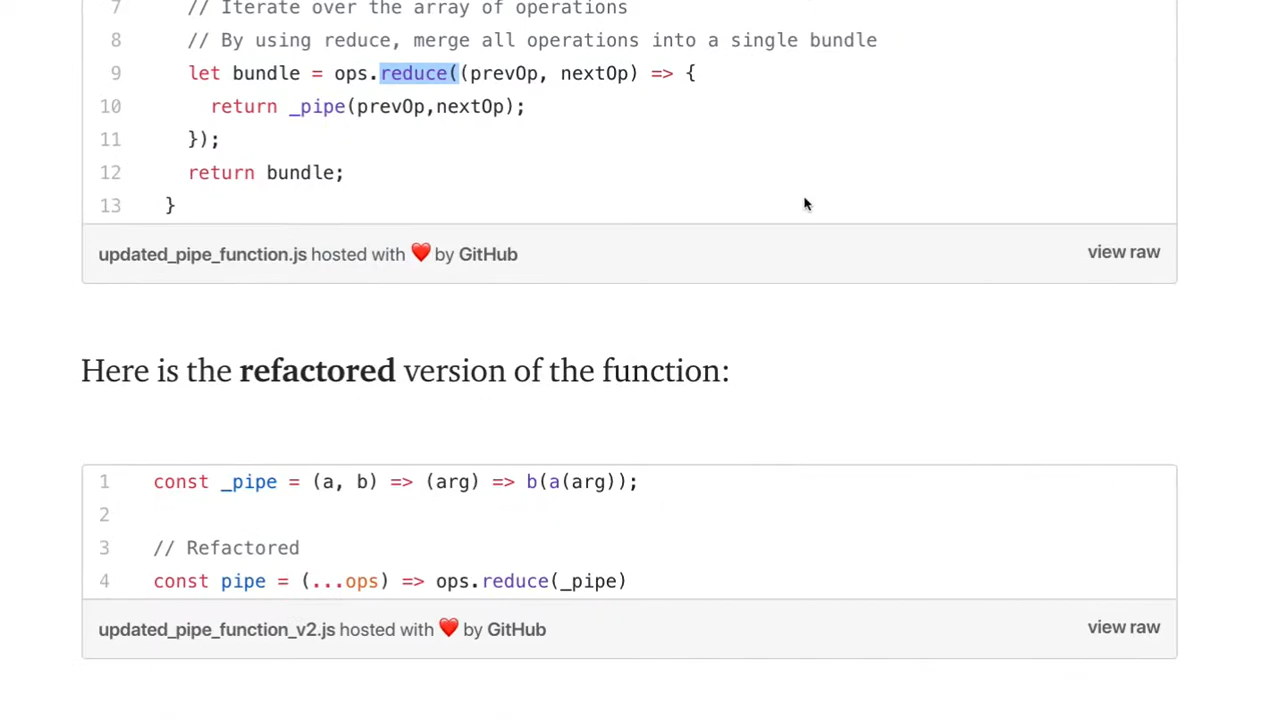 7 // Iterate over the array of operations
8 // By using reduce, merge all operations into a single bundle
9 let bundle = ops.reduce((prevOp, nextOp) => {
10 return _pipe(prevOp,nextOp);
11 });
12 return bundle;
13 }
updated_pipe_function.js hosted with ❤ by GitHub view raw
Here is the refactored version of the function:
1 const _pipe = (a, b) => (arg) => b(a(arg));
2
3 // Refactored
4 const pipe = (...ops) => ops.reduce(_pipe)
updated_pipe_function_v2.js hosted with ❤ by GitHub view raw